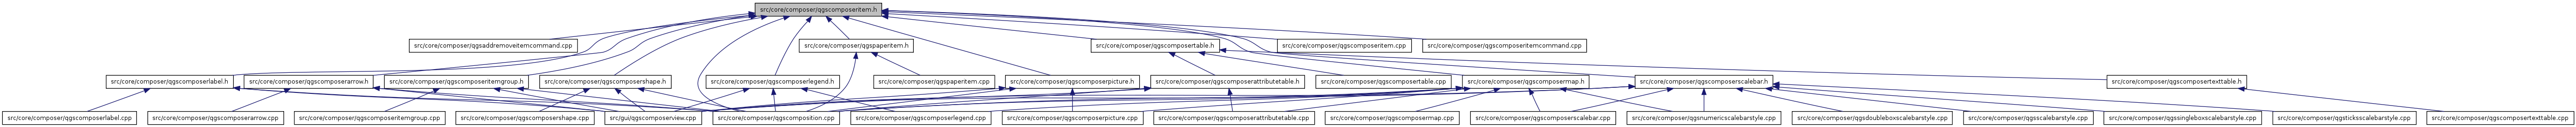 src/core/composer/qgscomposeritem.h
src/core/composer/qgsaddremoveitemcommand.cpp
src/core/composer/qgspaperitem.h
src/core/composer/qgscomposertable.h
src/core/composer/qgscomposeritem.cpp
src/core/composer/qgscomposeritemcommand.cpp
src/core/composer/qgscomposerlabel.h
src/core/composer/qgscomposerarrow.h
src/core/composer/qgscomposeritemgroup.h
src/core/composer/qgscomposershape.h
src/core/composer/qgscomposerlegend.h
src/core/composer/qgspaperitem.cpp
src/core/composer/qgscomposerpicture.h
src/core/composer/qgscomposerattributetable.h
src/core/composer/qgscomposertable.cpp
src/core/composer/qgscomposermap.h
src/core/composer/qgscomposerscalebar.h
src/core/composer/qgscomposertexttable.h
src/core/composer/qgscomposerlabel.cpp
src/core/composer/qgscomposerarrow.cpp
src/core/composer/qgscomposeritemgroup.cpp
src/core/composer/qgscomposershape.cpp
src/gui/qgscomposerview.cpp
src/core/composer/qgscomposition.cpp
src/core/composer/qgscomposerlegend.cpp
src/core/composer/qgscomposerpicture.cpp
src/core/composer/qgscomposerattributetable.cpp
src/core/composer/qgscomposermap.cpp
src/core/composer/qgscomposerscalebar.cpp
src/core/composer/qgsnumericscalebarstyle.cpp
src/core/composer/qgsdoubleboxscalebarstyle.cpp
src/core/composer/qgsscalebarstyle.cpp
src/core/composer/qgssingleboxscalebarstyle.cpp
src/core/composer/qgsticksscalebarstyle.cpp
src/core/composer/qgscomposertexttable.cpp